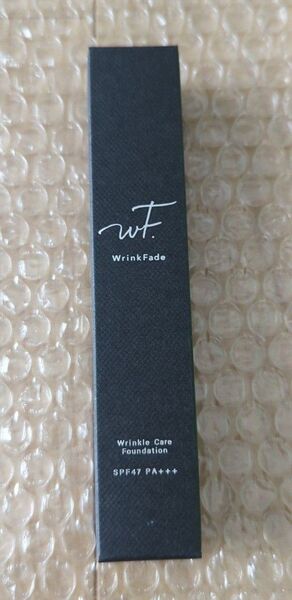 WF.
WrinkFade
Wrinkle Care
Foundation
SPF47 PA+++